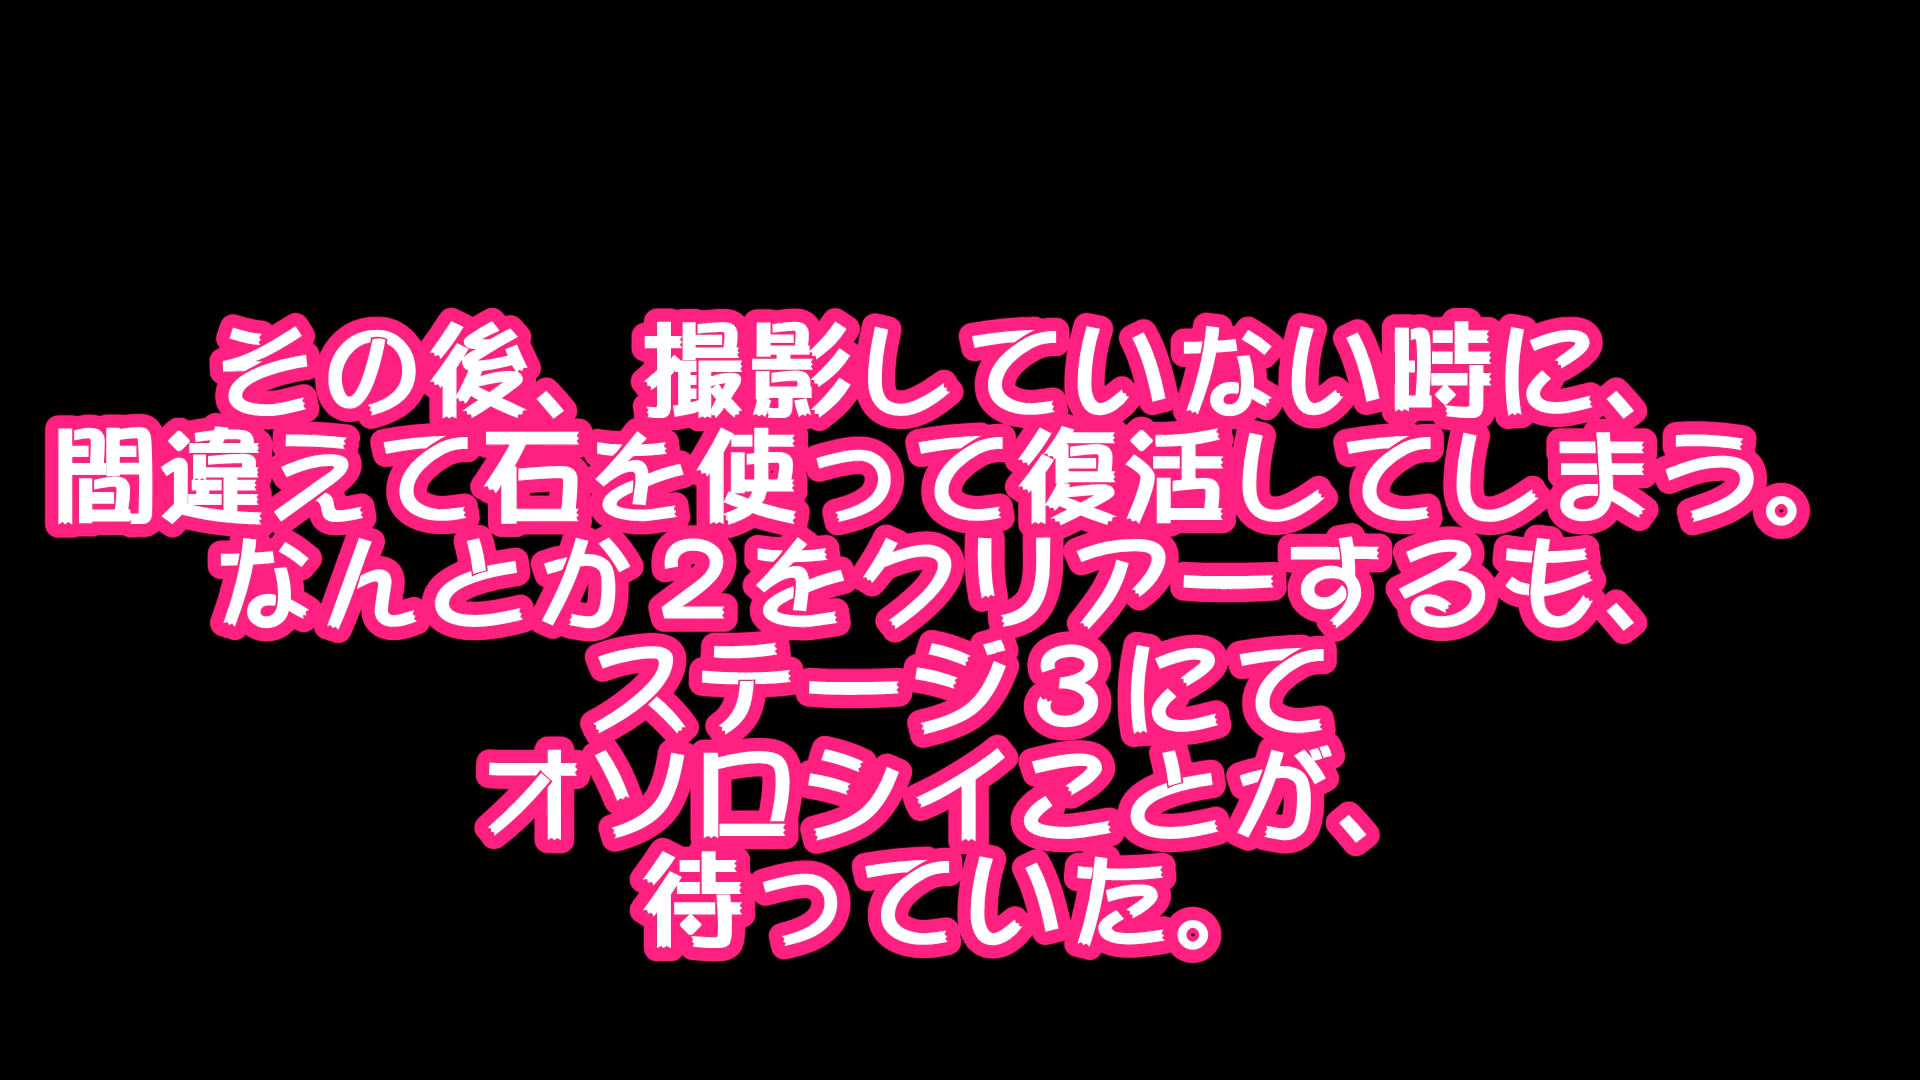 その後、撮影していない時に、
間違えて石を使って復活してしまう。
なんとか２をクリアーするも、
ステージ３にて
オソロシイことが、
待っていた。